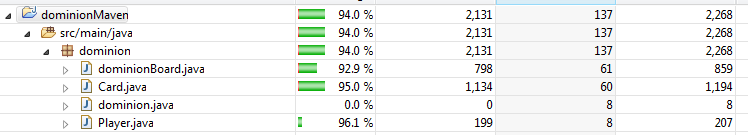 dominionMaven 94.0 % 2,131 137 2,268
src/main/java 94.0 % 2,131 137 2,268
dominion 94.0 % 2,131 137 2,268
dominionBoard.java 92.9 % 798 61 859
Card.java 95.0 % 1,134 60 1,194
dominion.java 0.0 % 0 8 8
Player.java 96.1 % 199 8 207